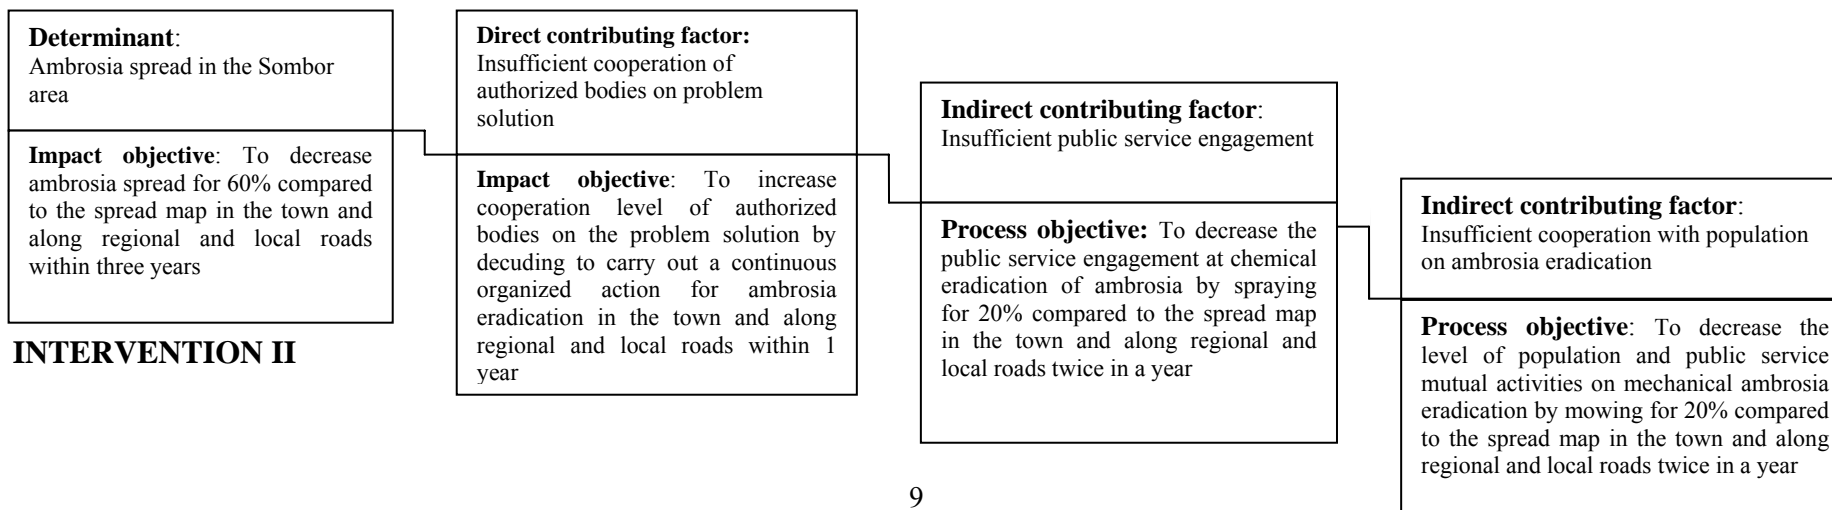 Determinant:
Ambrosia spread in the Sombor
area
Impact objective: To decrease
ambrosia spread for 60% compared
to the spread map in the town and
along regional and local roads
within three years
INTERVENTION II
Direct contributing factor:
Insufficient cooperation of
authorized bodies on problem
solution
Impact objective: To increase
cooperation level of authorized
bodies on the problem solution by
decuding to carry out a continuous
organized action for ambrosia
eradication in the town and along
regional and local roads within 1
year
Indirect contributing factor:
Insufficient public service engagement
Process objective: To decrease the
public service engagement at chemical
eradication of ambrosia by spraying
for 20% compared to the spread map
in the town and along regional and
local roads twice in a year
Indirect contributing factor:
Insufficient cooperation with population
on ambrosia eradication
Process objective: To decrease the
level of population and public service
mutual activities on mechanical ambrosia
eradication by mowing for 20% compared
to the spread map in the town and along
regional and local roads twice in a year
9